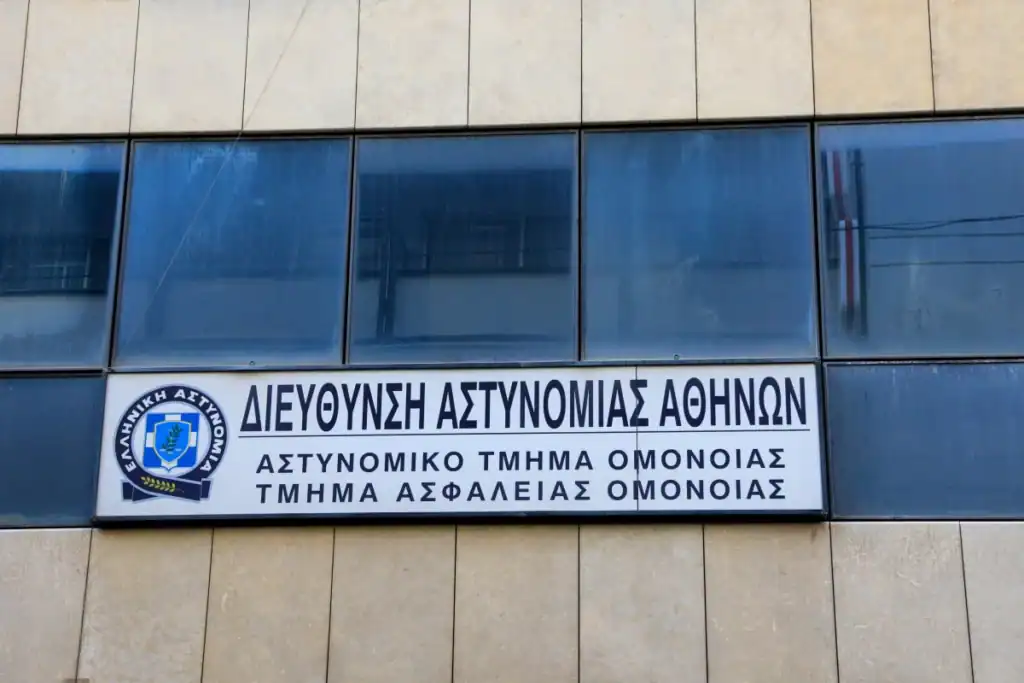 ΕΛΛΗΝΙΚΗ ΑΣΤΥΝΟΜΙΑ
ΔΙΕΥΘΥΝΣΗ ΑΣΤΥΝΟΜΙΑΣ ΑΘΗΝΩΝ
ΑΣΤΥΝΟΜΙΚΟ ΤΜΗΜΑ ΟΜΟΝΟΙΑΣ
ΤΜΗΜΑ ΑΣΦΑΛΕΙΑΣ ΟΜΟΝΟΙΑΣ